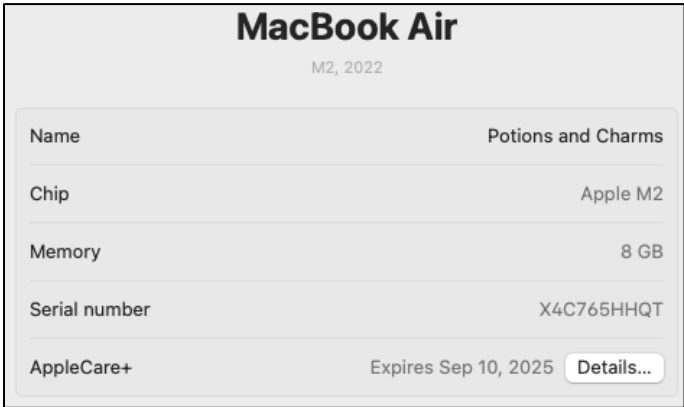 MacBook Air
M2, 2022
Name Potions and Charms
Chip Apple M2
Memory 8 GB
Serial number X4C765HHQT
AppleCare+ Expires Sep 10, 2025 Details...